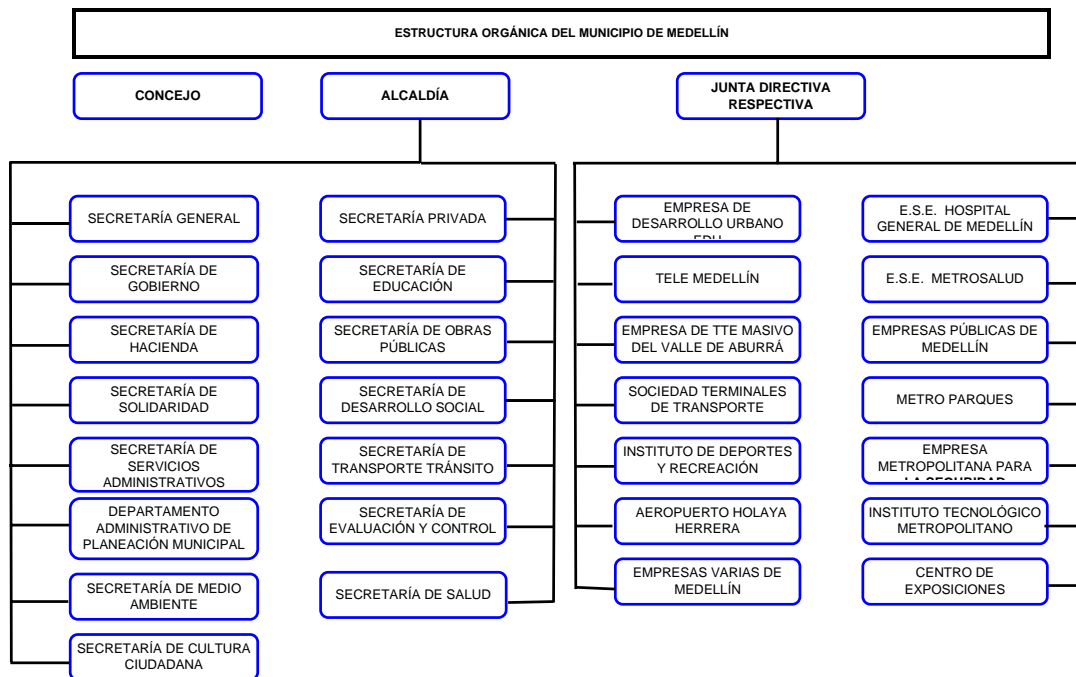 ESTRUCTURA ORGÁNICA DEL MUNICIPIO DE MEDELLÍN
CONCEJO
ALCALDÍA
JUNTA DIRECTIVA
RESPECTIVA
SECRETARÍA GENERAL
SECRETARÍA DE
GOBIERNO
SECRETARÍA DE
HACIENDA
SECRETARÍA DE
SOLIDARIDAD
SECRETARÍA DE
SERVICIOS
ADMINISTRATIVOS
DEPARTAMENTO
ADMINISTRATIVO DE
PLANEACIÓN MUNICIPAL
SECRETARÍA DE MEDIO
AMBIENTE
SECRETARÍA DE CULTURA
CIUDADANA
SECRETARÍA PRIVADA
SECRETARÍA DE
EDUCACIÓN
SECRETARÍA DE OBRAS
PÚBLICAS
SECRETARÍA DE
DESARROLLO SOCIAL
SECRETARÍA DE
TRANSPORTE TRÁNSITO
SECRETARÍA DE
EVALUACIÓN Y CONTROL
SECRETARÍA DE SALUD
EMPRESA DE
DESARROLLO URBANO
EDU
TELE MEDELLÍN
EMPRESA DE TTE MASIVO
DEL VALLE DE ABURRÁ
SOCIEDAD TERMINALES
DE TRANSPORTE
INSTITUTO DE DEPORTES
Y RECREACIÓN
AEROPUERTO HOLAYA
HERRERA
EMPRESAS VARIAS DE
MEDELLÍN
E.S.E. HOSPITAL
GENERAL DE MEDELLÍN
E.S.E. METROSALUD
EMPRESAS PÚBLICAS DE
MEDELLÍN
METRO PARQUES
EMPRESA
METROPOLITANA PARA
LA SEGURIDAD
INSTITUTO TECNOLÓGICO
METROPOLITANO
CENTRO DE
EXPOSICIONES